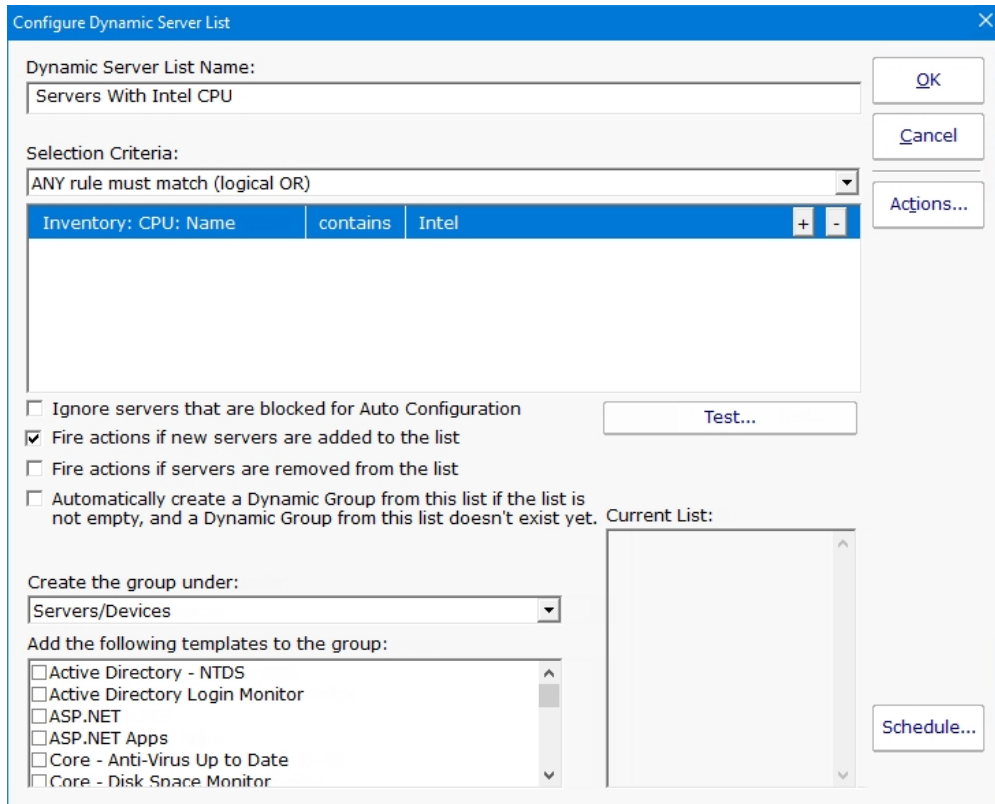 Configure Dynamic Server List
Dynamic Server List Name:
Servers With Intel CPU
OK
Cancel
Selection Criteria:
ANY rule must match (logical OR)
Actions...
Inventory: CPU: Name contains Intel + -
Ignore servers that are blocked for Auto Configuration
Test...
Fire actions if new servers are added to the list
Fire actions if servers are removed from the list
Automatically create a Dynamic Group from this list if the list is
not empty, and a Dynamic Group from this list doesn't exist yet.
Current List:
Create the group under:
Servers/Devices
Add the following templates to the group:
Active Directory - NTDS
Active Directory Login Monitor
ASP.NET
ASP.NET Apps
Core - Anti-Virus Up to Date
Core - Disk Space Monitor
Schedule...